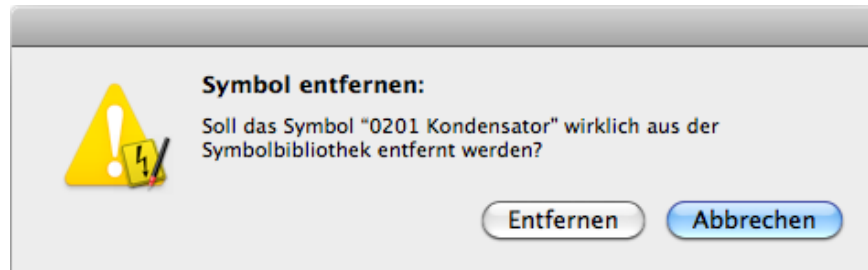 Symbol entfernen:
Soll das Symbol “0201 Kondensator” wirklich aus der
Symbolbibliothek entfernt werden?
Entfernen
Abbrechen